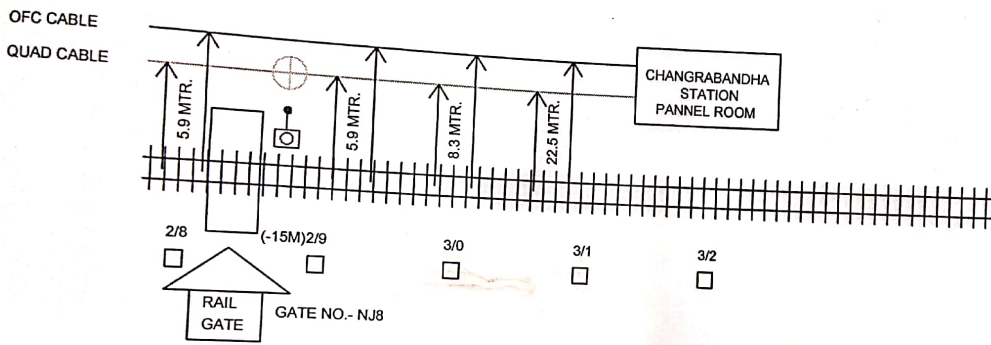 OFC CABLE
QUAD CABLE
CHANGRABANDHA
STATION
PANNEL ROOM
5.9 MTR.
5.9 MTR.
8.3 MTR.
22.5 MTR.
2/8
(-15M)2/9
3/0
3/1
3/2
RAIL
GATE
GATE NO.- NJ8